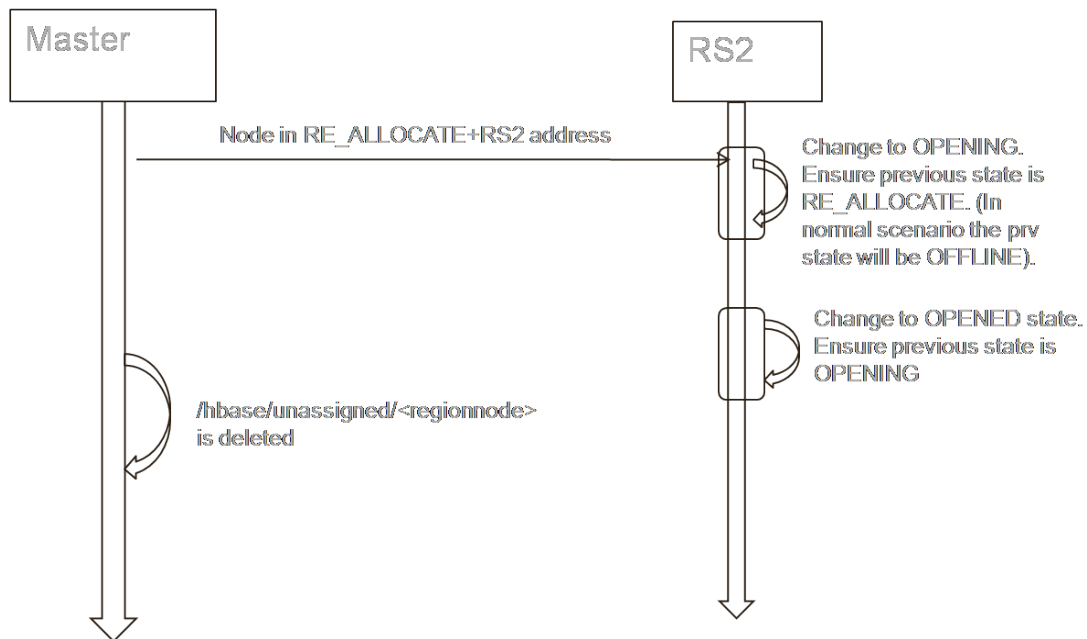 Master
RS2
Node in RE_ALLOCATE+RS2 address
Change to OPENING.
Ensure previous state is
RE_ALLOCATE. (In
normal scenario the prv
state will be OFFLINE).
Change to OPENED state.
Ensure previous state is
OPENING
/hbase/unassigned/<regionnode>
is deleted